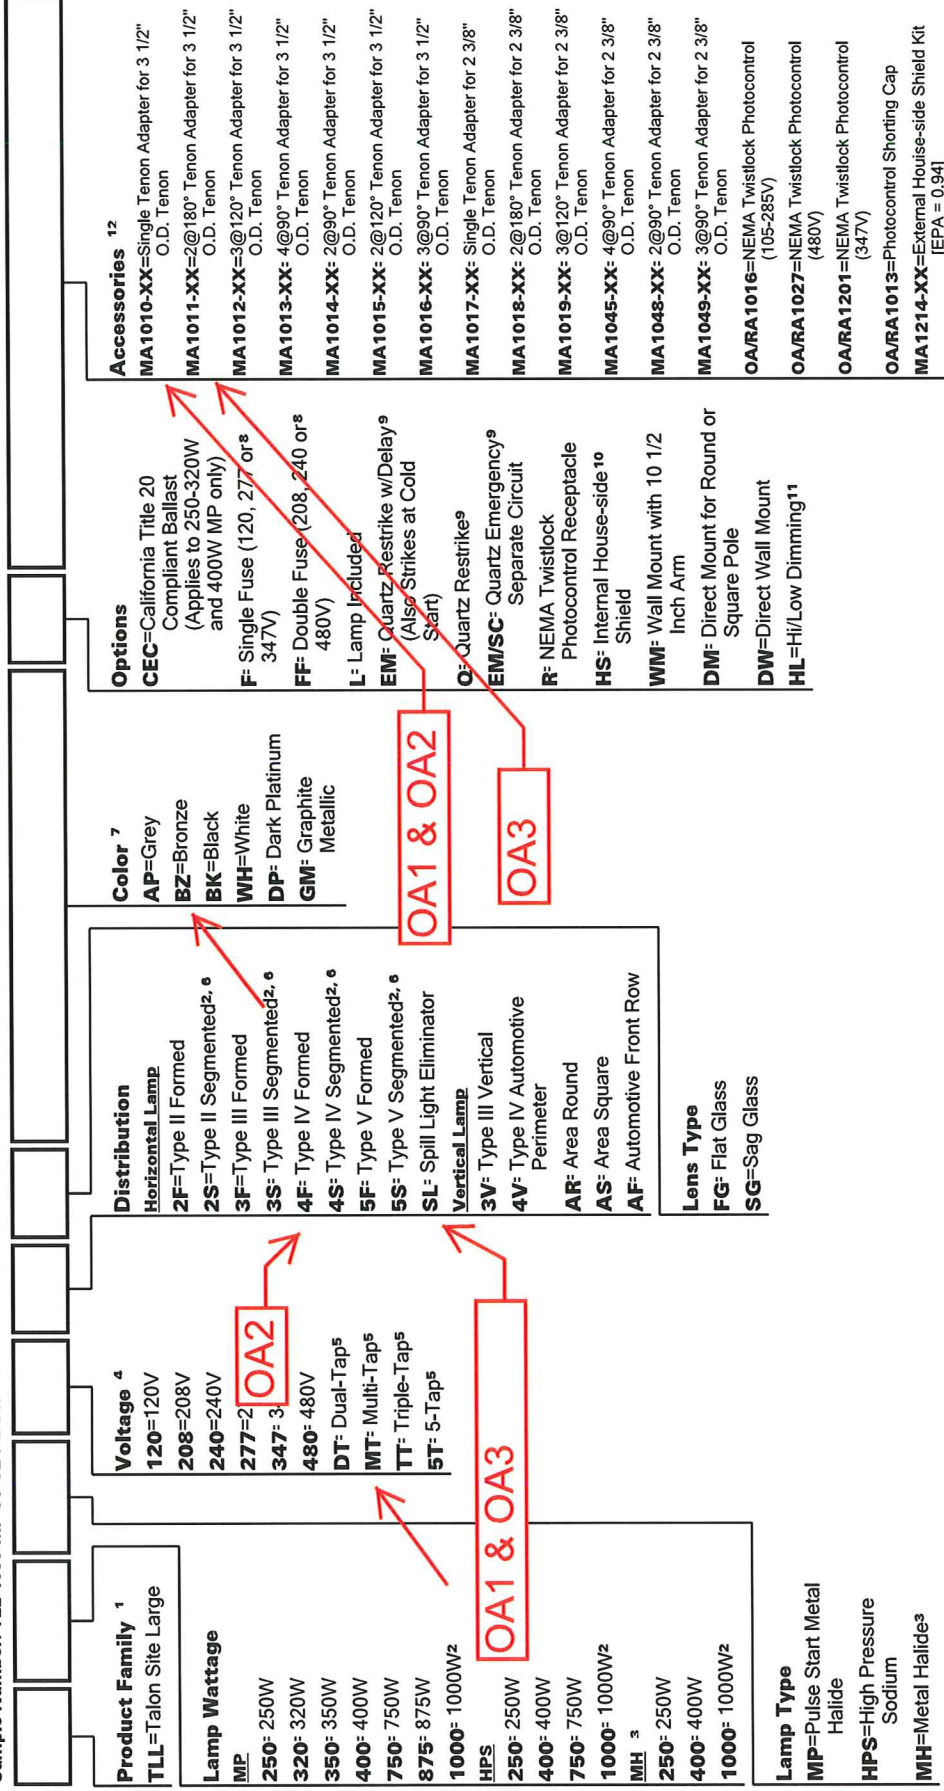 Product Family 1
TLL=Talon Site Large
Lamp Wattage
MP
250= 250W
320= 320W
350= 350W
400= 400W
750= 750W
875= 875W
1000= 1000W2
HPS
250= 250W
400= 400W
750= 750W
1000= 1000W2
MH 3
250= 250W
400= 400W
1000= 1000W2
Lamp Type
MP=Pulse Start Metal
Halide
HPS=High Pressure
Sodium
MH=Metal Halide3
Voltage 4
120=120V
208=208V
240=240V
277=2
347= 3
480= 480V
DT= Dual-Tap5
MT= Multi-Tap5
TT= Triple-Tap5
5T= 5-Tap5
OA2
OA1 & OA3
Distribution
Horizontal Lamp
2F=Type II Formed
2S=Type II Segmented2, 6
3F=Type III Formed
3S= Type III Segmented2, 6
4F= Type IV Formed
4S= Type IV Segmented2, 6
5F= Type V Formed
5S= Type V Segmented2, 6
SL= Spill Light Eliminator
Vertical Lamp
3V= Type III Vertical
4V= Type IV Automotive
Perimeter
AR= Area Round
AS= Area Square
AF= Automotive Front Row
Lens Type
FG= Flat Glass
SG=Sag Glass
Color 7
AP=Grey
BZ=Bronze
BK=Black
WH=White
DP= Dark Platinum
GM= Graphite
Metallic
OA1 & OA2
OA3
Options
CEC=California Title 20
Compliant Ballast
(Applies to 250-320W
and 400W MP only)
F= Single Fuse (120, 277 or8
347V)
FF= Double Fuse (208, 240 or8
480V)
L= Lamp Included
EM= Quartz Restrike w/Delay9
(Also Strikes at Cold
Start)
Q= Quartz Restrike9
EM/SC= Quartz Emergency9
Separate Circuit
R= NEMA Twistlock
Photocontrol Receptacle
HS= Internal House-side10
Shield
WM= Wall Mount with 10 1/2
Inch Arm
DM= Direct Mount for Round or
Square Pole
DW=Direct Wall Mount
HL=Hi/Low Dimming11
Accessories 12
MA1010-XX=Single Tenon Adapter for 3 1/2"
O.D. Tenon
MA1011-XX=2@180° Tenon Adapter for 3 1/2"
O.D. Tenon
MA1012-XX=3@120° Tenon Adapter for 3 1/2"
O.D. Tenon
MA1013-XX= 4@90° Tenon Adapter for 3 1/2"
O.D. Tenon
MA1014-XX= 2@90° Tenon Adapter for 3 1/2"
O.D. Tenon
MA1015-XX= 2@120° Tenon Adapter for 3 1/2"
O.D. Tenon
MA1016-XX= 3@90° Tenon Adapter for 3 1/2"
O.D. Tenon
MA1017-XX= Single Tenon Adapter for 2 3/8"
O.D. Tenon
MA1018-XX= 2@180° Tenon Adapter for 2 3/8"
O.D. Tenon
MA1019-XX= 3@120° Tenon Adapter for 2 3/8"
O.D. Tenon
MA1045-XX= 4@90° Tenon Adapter for 2 3/8"
O.D. Tenon
MA1048-XX= 2@90° Tenon Adapter for 2 3/8"
O.D. Tenon
MA1049-XX= 3@90° Tenon Adapter for 2 3/8"
O.D. Tenon
OA/RA1016=NEMA Twistlock Photocontrol
(105-285V)
OA/RA1027=NEMA Twistlock Photocontrol
(480V)
OA/RA1201=NEMA Twistlock Photocontrol
(347V)
OA/RA1013=Photocontrol Shorting Cap
MA1214-XX=External Houise-side Shield Kit
[EPA = 0.94]